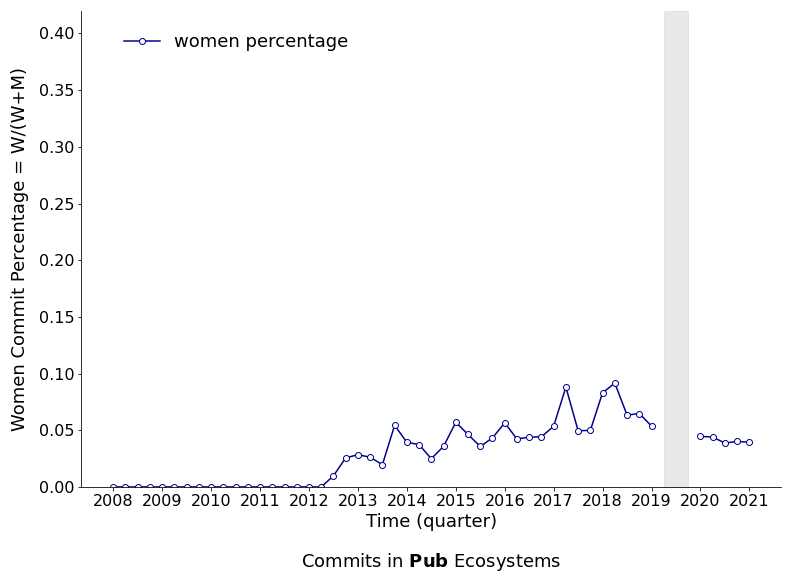 women percentage
Women Commit Percentage = W/(W+M)
0.40
0.35
0.30
0.25
0.20
0.15
0.10
0.05
0.00
2008 2009 2010 2011 2012 2013 2014 2015 2016 2017 2018 2019 2020 2021
Time (quarter)
Commits in Pub Ecosystems